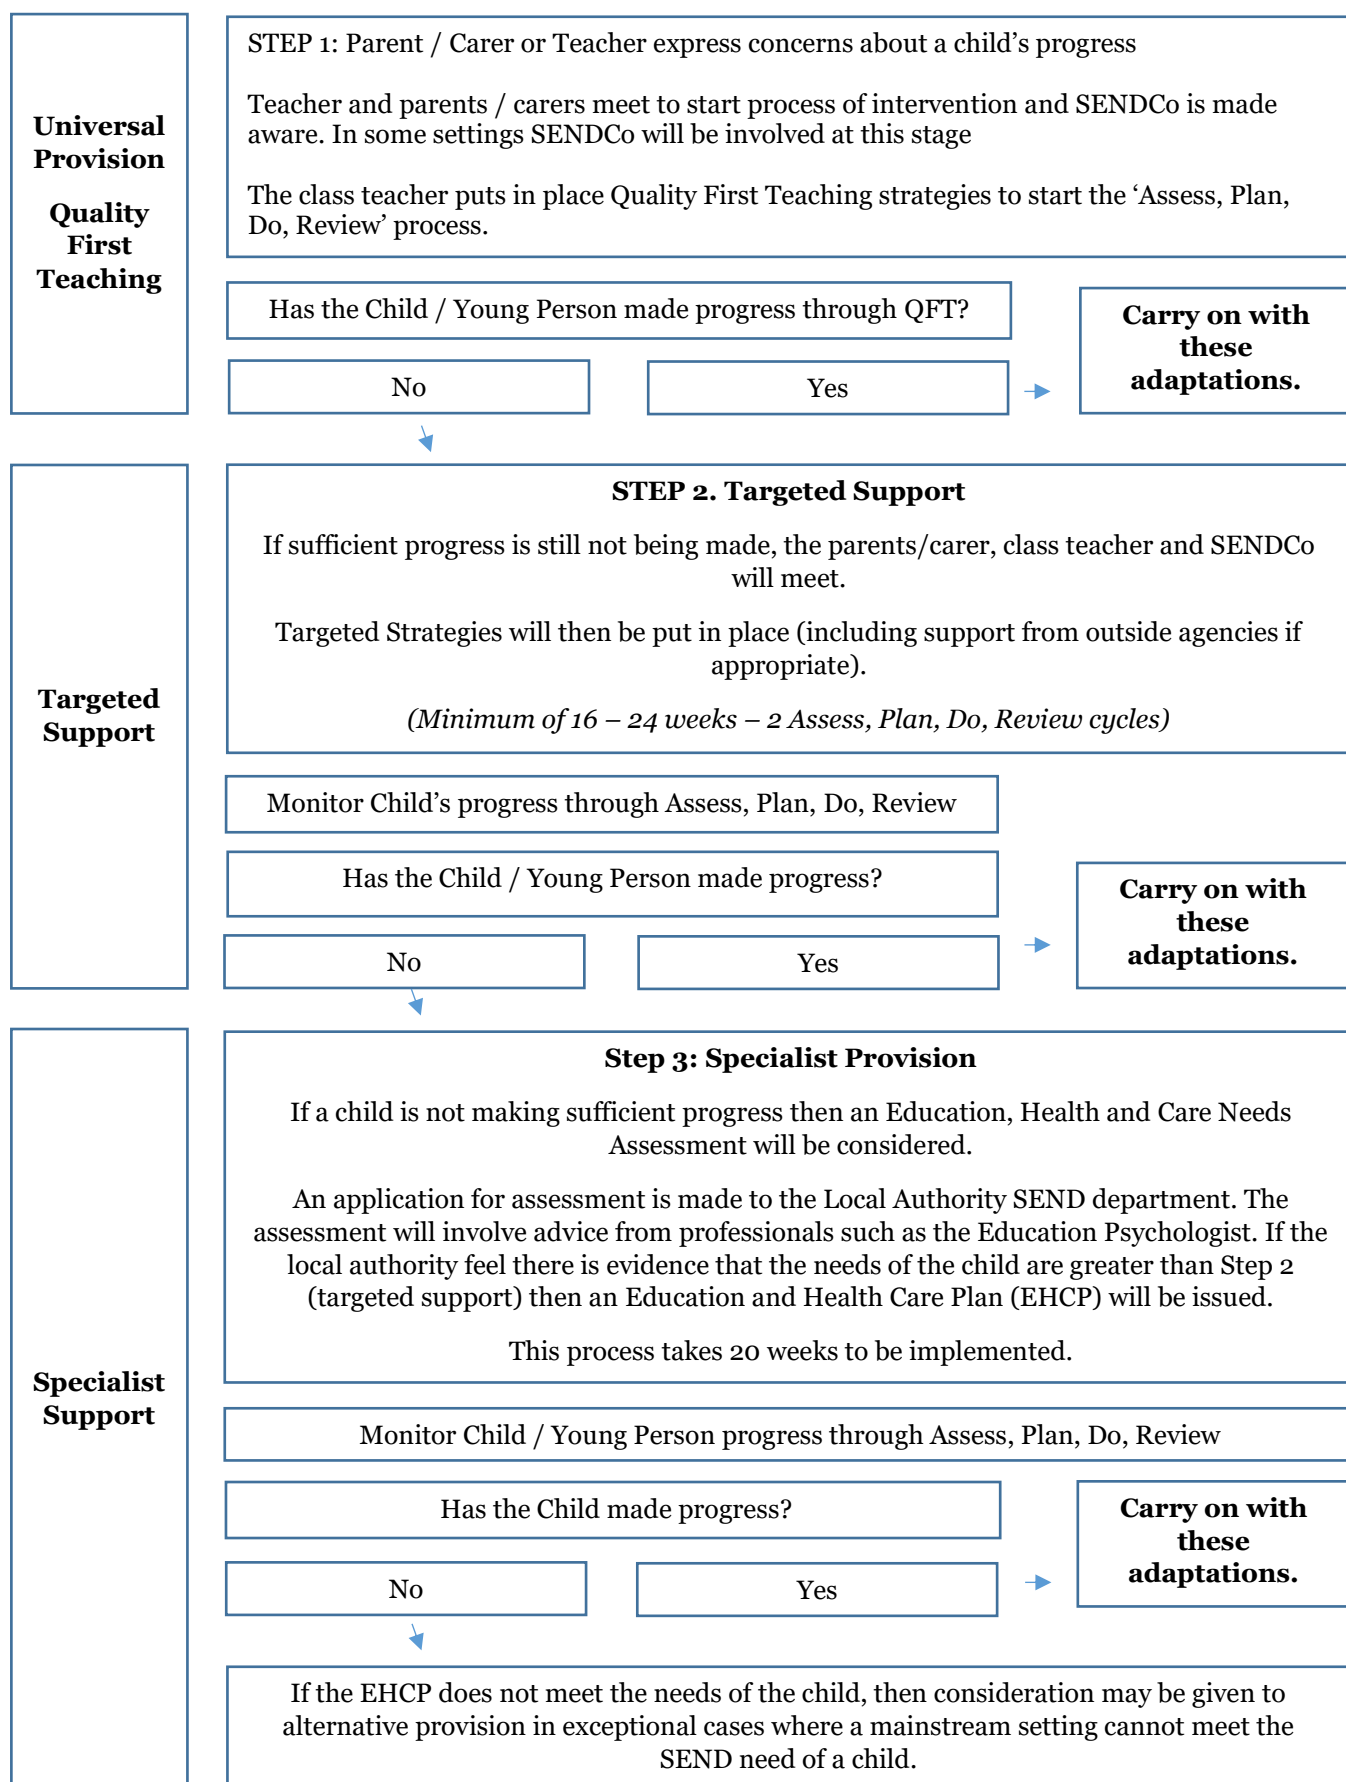 Universal
Provision
Quality
First
Teaching
STEP 1: Parent / Carer or Teacher express concerns about a child’s progress
Teacher and parents / carers meet to start process of intervention and SENDCo is made
aware. In some settings SENDCo will be involved at this stage
The class teacher puts in place Quality First Teaching strategies to start the ‘Assess, Plan,
Do, Review’ process.
Has the Child / Young Person made progress through QFT?
No
Yes
Carry on with
these
adaptations.
Targeted
Support
STEP 2. Targeted Support
If sufficient progress is still not being made, the parents/carer, class teacher and SENDCo
will meet.
Targeted Strategies will then be put in place (including support from outside agencies if
appropriate).
(Minimum of 16 – 24 weeks – 2 Assess, Plan, Do, Review cycles)
Monitor Child’s progress through Assess, Plan, Do, Review
Has the Child / Young Person made progress?
No
Yes
Carry on with
these
adaptations.
Specialist
Support
Step 3: Specialist Provision
If a child is not making sufficient progress then an Education, Health and Care Needs
Assessment will be considered.
An application for assessment is made to the Local Authority SEND department. The
assessment will involve advice from professionals such as the Education Psychologist. If the
local authority feel there is evidence that the needs of the child are greater than Step 2
(targeted support) then an Education and Health Care Plan (EHCP) will be issued.
This process takes 20 weeks to be implemented.
Monitor Child / Young Person progress through Assess, Plan, Do, Review
Has the Child made progress?
No
Yes
Carry on with
these
adaptations.
If the EHCP does not meet the needs of the child, then consideration may be given to
alternative provision in exceptional cases where a mainstream setting cannot meet the
SEND need of a child.